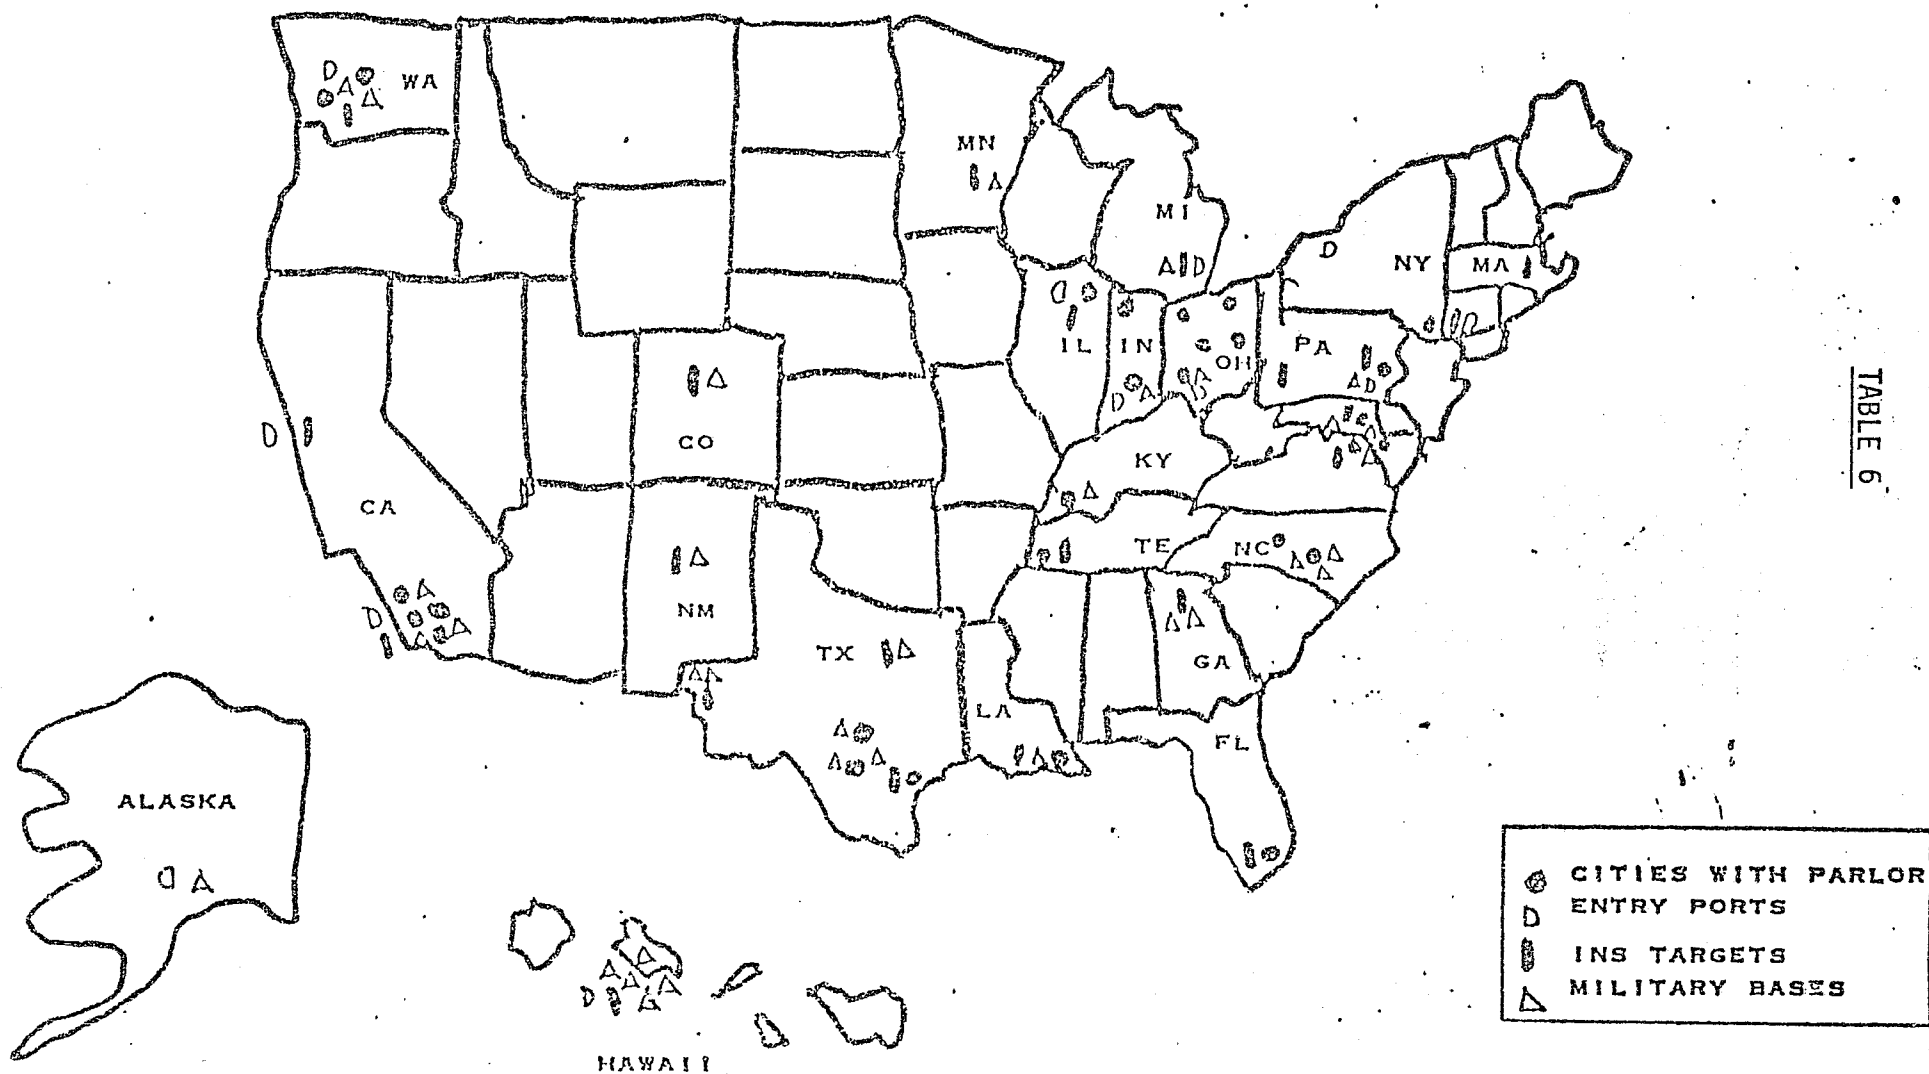 TABLE 6
WA
MN
MI
NY
MA
IL
IN
OH
PA
CO
KY
CA
TE
NC
NM
TX
GA
LA
FL
ALASKA
HAWAII
CITIES WITH PARLOR
ENTRY PORTS
INS TARGETS
MILITARY BASES